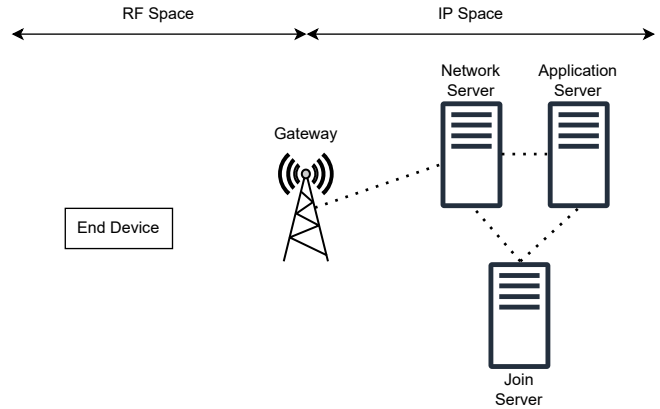 RF Space
IP Space
Network
Server
Application
Server
Gateway
End Device
Join
Server